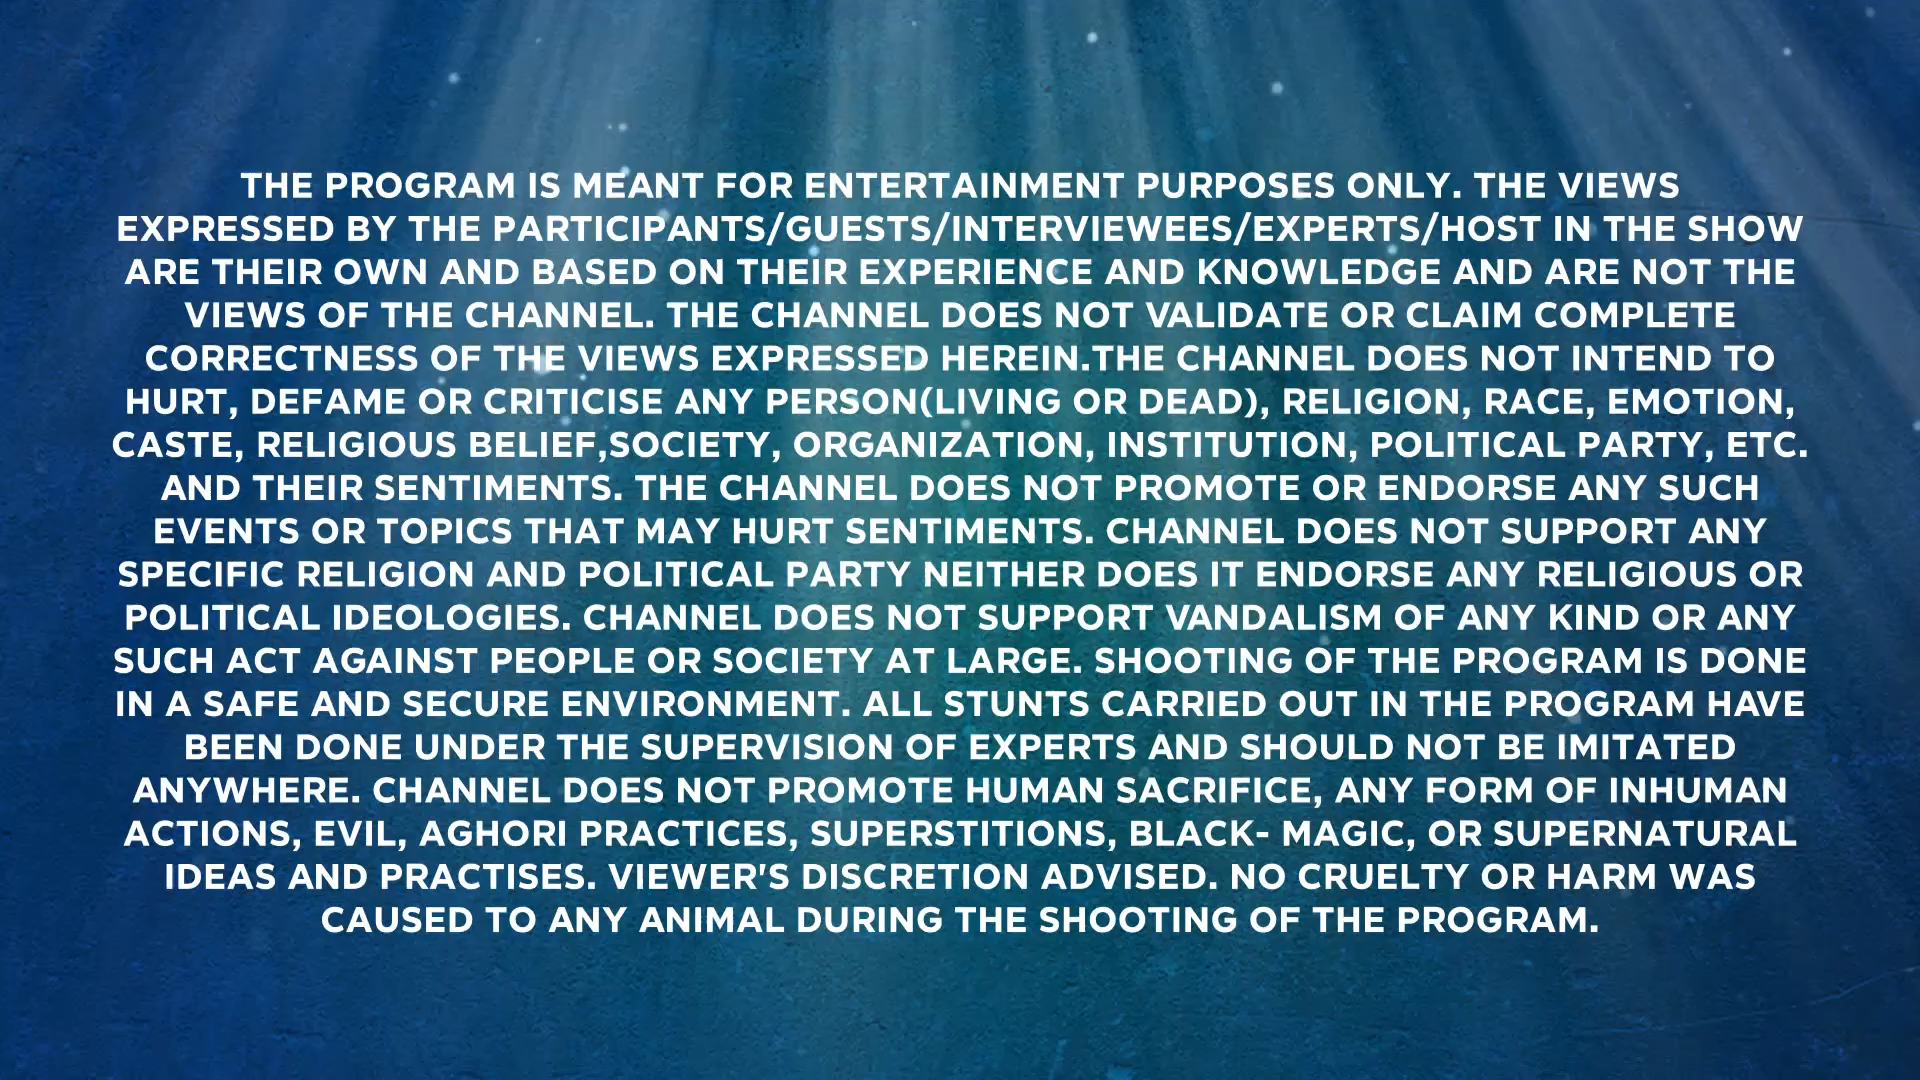 THE PROGRAM IS MEANT FOR ENTERTAINMENT PURPOSES ONLY. THE VIEWS
EXPRESSED BY THE PARTICIPANTS/GUESTS/INTERVIEWEES/EXPERTS/HOST IN THE SHOW
ARE THEIR OWN AND BASED ON THEIR EXPERIENCE AND KNOWLEDGE AND ARE NOT THE
VIEWS OF THE CHANNEL. THE CHANNEL DOES NOT VALIDATE OR CLAIM COMPLETE
CORRECTNESS OF THE VIEWS EXPRESSED HEREIN.THE CHANNEL DOES NOT INTEND TO
HURT, DEFAME OR CRITICISE ANY PERSON(LIVING OR DEAD), RELIGION, RACE, EMOTION,
CASTE, RELIGIOUS BELIEF,SOCIETY, ORGANIZATION, INSTITUTION, POLITICAL PARTY, ETC.
AND THEIR SENTIMENTS. THE CHANNEL DOES NOT PROMOTE OR ENDORSE ANY SUCH
EVENTS OR TOPICS THAT MAY HURT SENTIMENTS. CHANNEL DOES NOT SUPPORT ANY
SPECIFIC RELIGION AND POLITICAL PARTY NEITHER DOES IT ENDORSE ANY RELIGIOUS OR
POLITICAL IDEOLOGIES. CHANNEL DOES NOT SUPPORT VANDALISM OF ANY KIND OR ANY
SUCH ACT AGAINST PEOPLE OR SOCIETY AT LARGE. SHOOTING OF THE PROGRAM IS DONE
IN A SAFE AND SECURE ENVIRONMENT. ALL STUNTS CARRIED OUT IN THE PROGRAM HAVE
BEEN DONE UNDER THE SUPERVISION OF EXPERTS AND SHOULD NOT BE IMITATED
ANYWHERE. CHANNEL DOES NOT PROMOTE HUMAN SACRIFICE, ANY FORM OF INHUMAN
ACTIONS, EVIL, AGHORI PRACTICES, SUPERSTITIONS, BLACK- MAGIC, OR SUPERNATURAL
IDEAS AND PRACTISES. VIEWER'S DISCRETION ADVISED. NO CRUELTY OR HARM WAS
CAUSED TO ANY ANIMAL DURING THE SHOOTING OF THE PROGRAM.